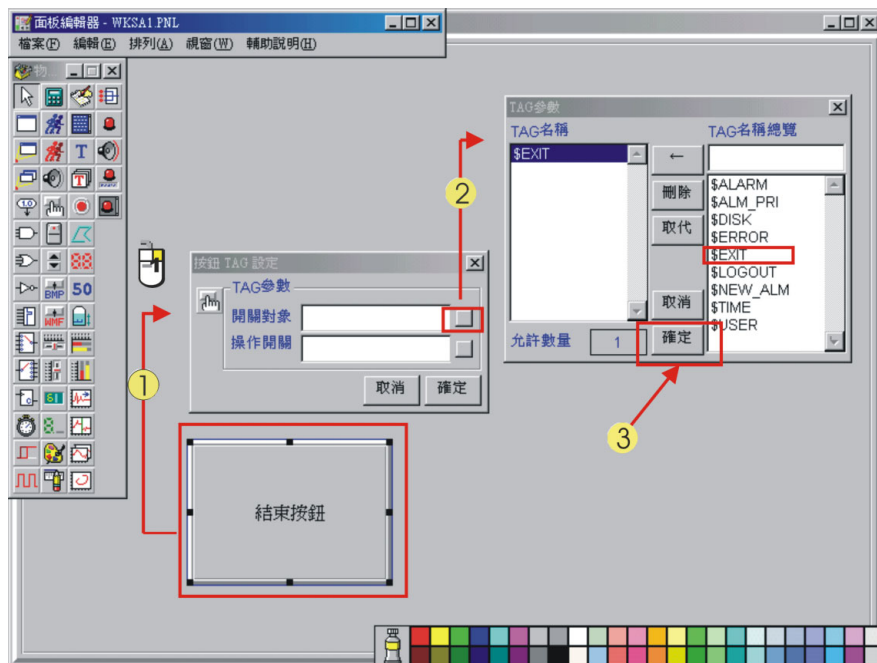 面板編輯器 - WKSA1.PNL
檔案(F) 編輯(E) 排列(A) 視窗(W) 輔助說明(H)
物
T
1.0
T
88
BMP 50
WMF
TAG參數
TAG名稱 TAG名稱總覽
$EXIT
←
刪除
取代
取消
確定
$ALARM
$ALM_PRI
$DISK
$ERROR
$EXIT
$LOGOUT
$NEW_ALM
$TIME
$USER
允許數量 1
按鈕 TAG 設定
TAG參數
開關對象
操作開關
取消 確定
結束按鈕
1
2
3